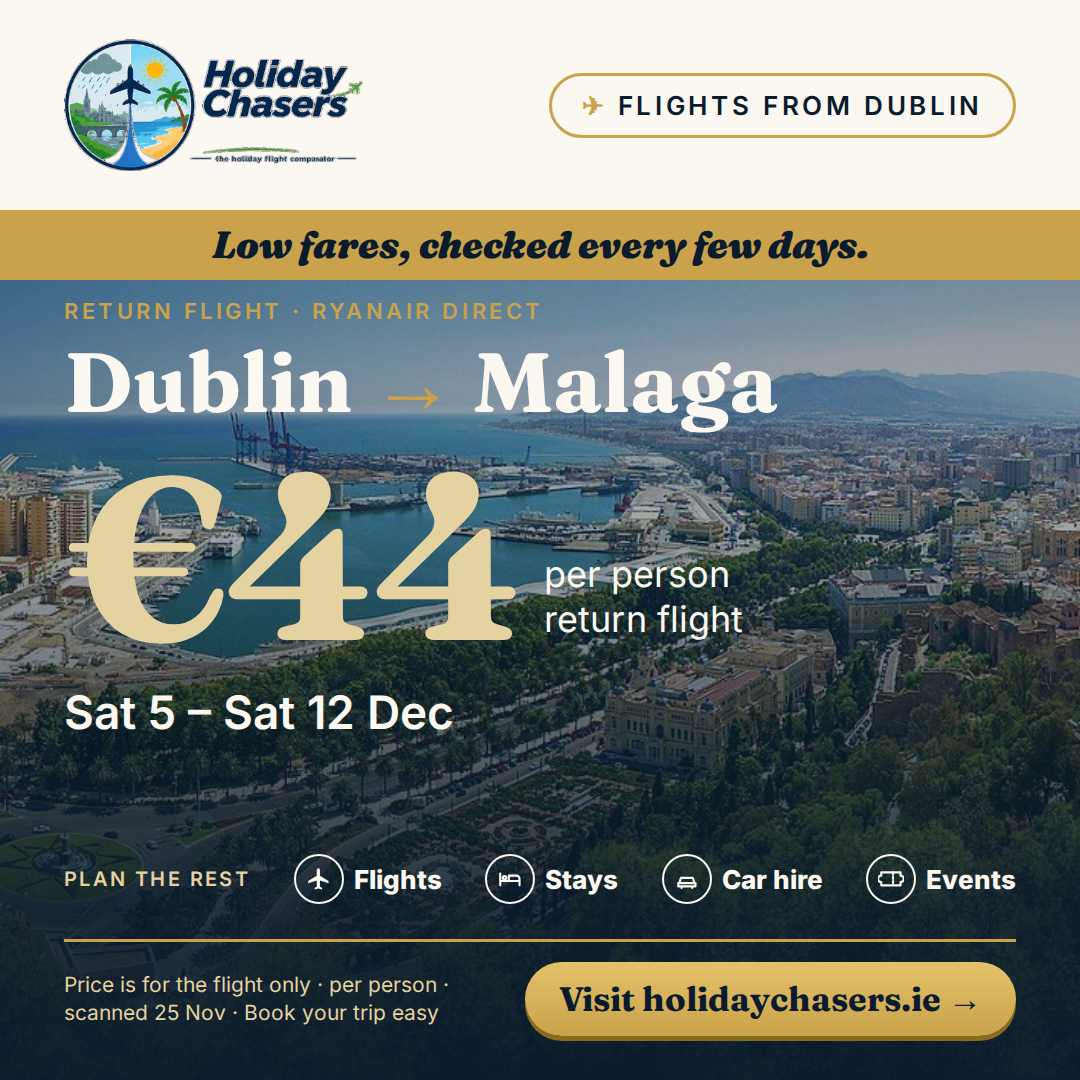 Holiday
Chasers
the holiday flight comparator
✈ FLIGHTS FROM DUBLIN
Low fares, checked every few days.
RETURN FLIGHT · RYANAIR DIRECT
Dublin → Malaga
€44
per person
return flight
Sat 5 – Sat 12 Dec
PLAN THE REST
Flights
Stays
Car hire
Events
Price is for the flight only · per person ·
scanned 25 Nov · Book your trip easy
Visit holidaychasers.ie →